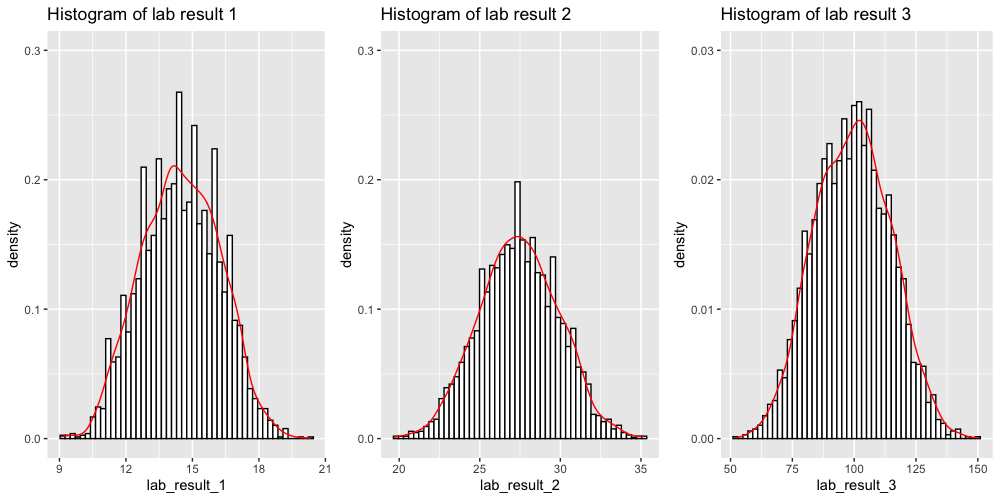 Histogram of lab result 1
0.3
0.2
0.1
0.0
density
9 12 15 18 21
lab_result_1
Histogram of lab result 2
0.3
0.2
0.1
0.0
density
20 25 30 35
lab_result_2
Histogram of lab result 3
0.03
0.02
0.01
0.00
density
50 75 100 125 150
lab_result_3